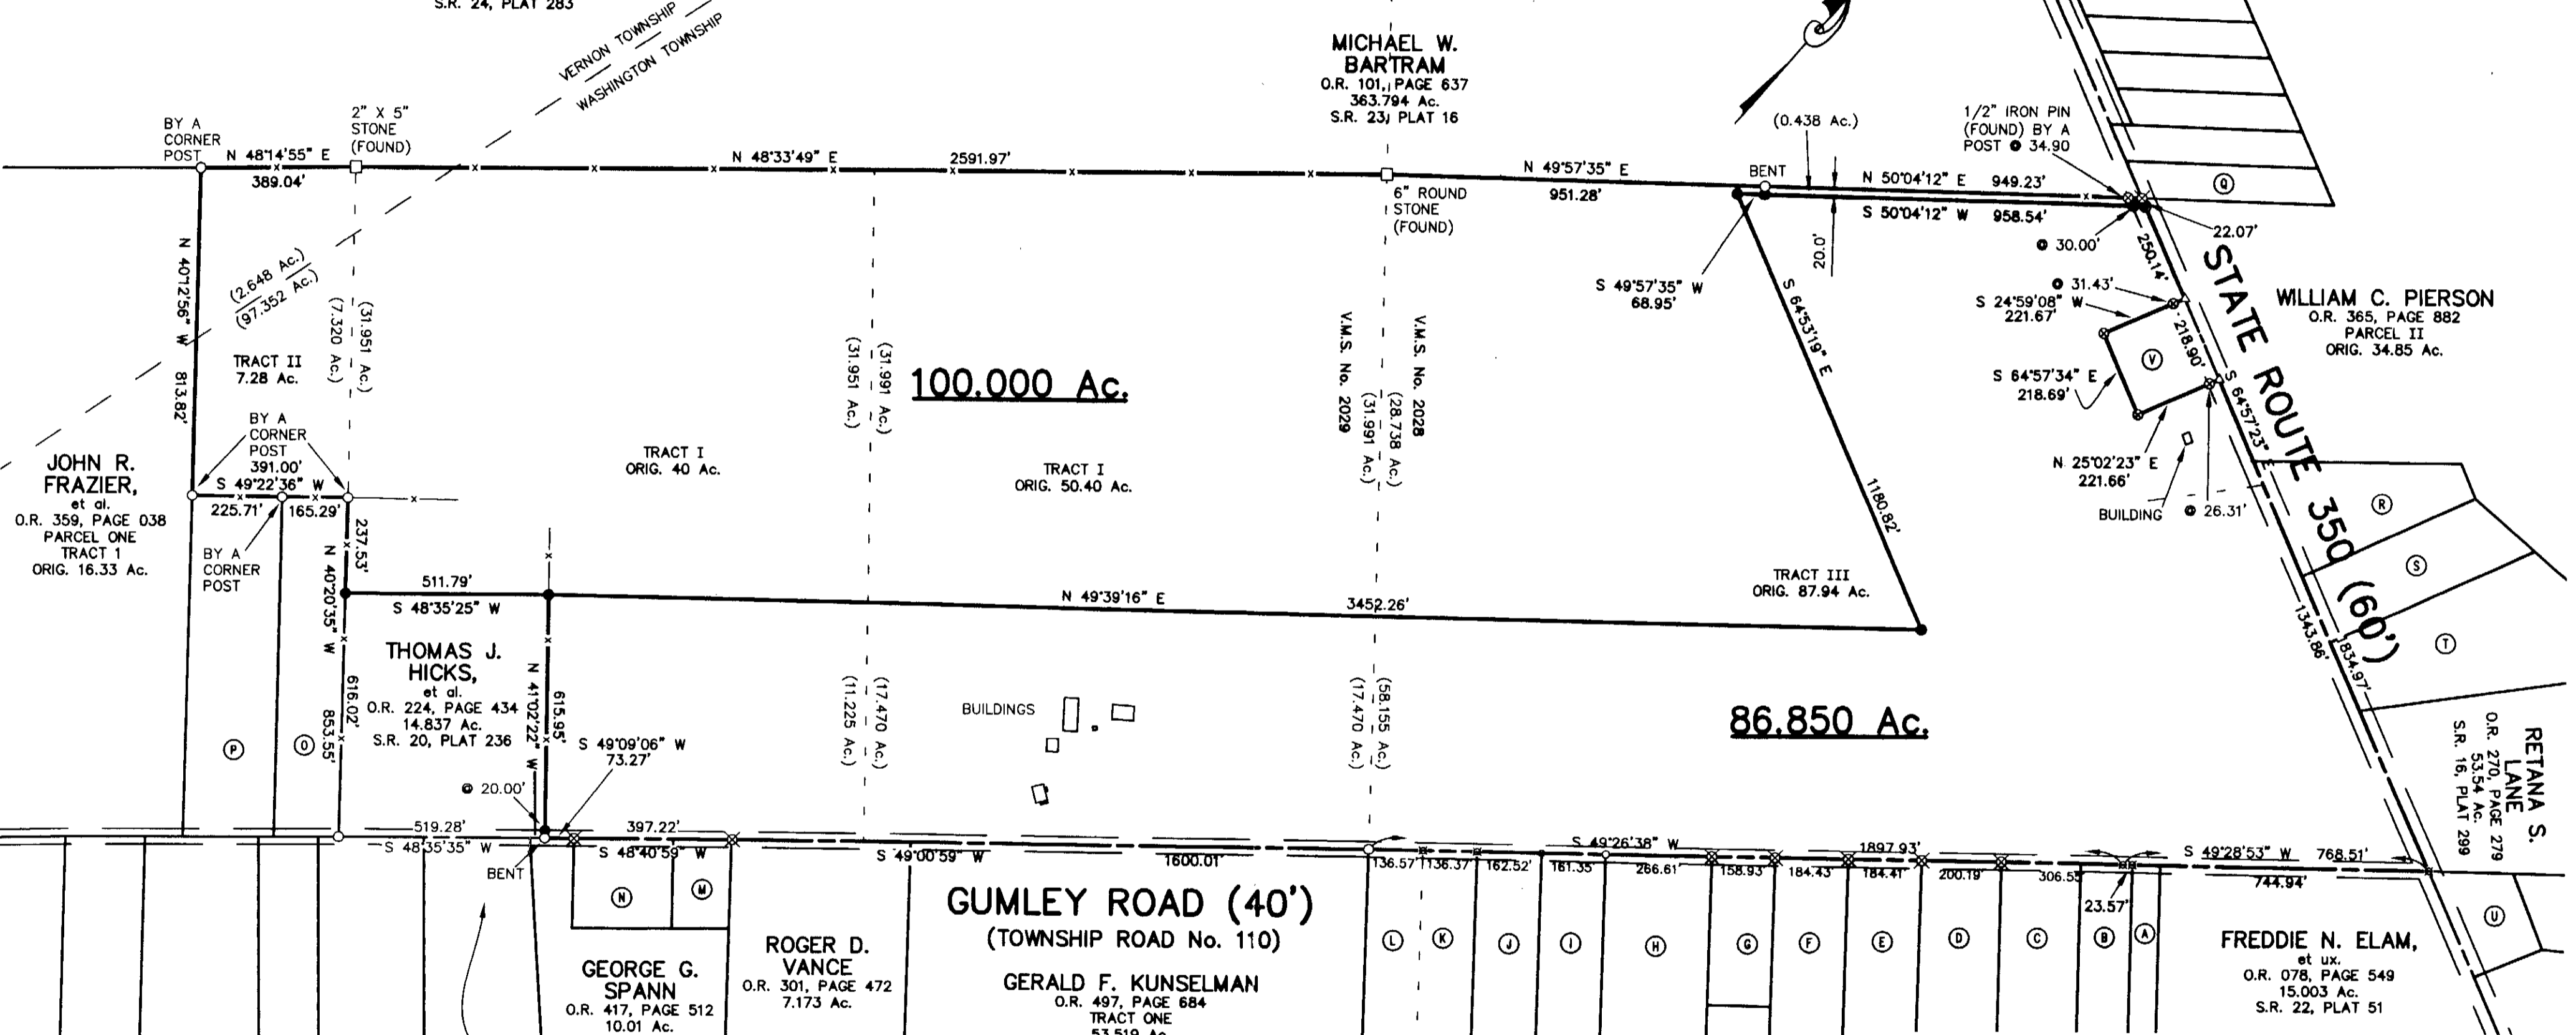 S.R. 24, PLAT 283
VERNON TOWNSHIP
WASHINGTON TOWNSHIP
MICHAEL W.
BARTRAM
O.R. 101, PAGE 637
363.794 Ac.
S.R. 23, PLAT 16
BY A
CORNER
POST
2" X 5"
STONE
(FOUND)
N 48°14'55" E
389.04'
N 48°33'49" E
2591.97'
6" ROUND
STONE
(FOUND)
N 49°57'35" E
951.28'
BENT
(0.438 Ac.)
1/2" IRON PIN
(FOUND) BY A
POST @ 34.90
N 50°04'12" E 949.23'
S 50°04'12" W 958.54'
Q
22.07'
@ 30.00'
20.0'
250.14'
S 49°57'35" W
68.95'
S 64°53'19" E
1180.82'
@ 31.43'
S 24°59'08" W
221.67'
218.90'
V
S 64°57'34" E
218.69'
S 64°57'23" E
N 25°02'23" E
221.66'
BUILDING
@ 26.31'
STATE ROUTE 350 (60')
1343.86'
1834.97'
WILLIAM C. PIERSON
O.R. 365, PAGE 882
PARCEL II
ORIG. 34.85 Ac.
R
S
T
RETANA S.
LANE
O.R. 270, PAGE 279
53.54 Ac.
S.R. 16, PLAT 299
N 40°12'56" W 813.82'
(2.648 Ac.)
(97.352 Ac.)
(31.951 Ac.)
(7.320 Ac.)
TRACT II
7.28 Ac.
BY A
CORNER
POST
391.00'
S 49°22'36" W
225.71'
165.29'
BY A
CORNER
POST
JOHN R.
FRAZIER,
et al.
O.R. 359, PAGE 038
PARCEL ONE
TRACT 1
ORIG. 16.33 Ac.
237.53'
N 40°20'35" W
853.55'
616.02'
511.79'
S 48°35'25" W
TRACT I
ORIG. 40 Ac.
(31.991 Ac.)
(31.951 Ac.)
100.000 Ac.
TRACT I
ORIG. 50.40 Ac.
V.M.S. No. 2029
V.M.S. No. 2028
(28.738 Ac.)
(31.991 Ac.)
TRACT III
ORIG. 87.94 Ac.
N 49°39'16" E
3452.26'
THOMAS J.
HICKS,
et al.
O.R. 224, PAGE 434
14.837 Ac.
S.R. 20, PLAT 236
N 41°02'22" W
615.95'
P
O
S 49°09'06" W
73.27'
@ 20.00'
(17.470 Ac.)
(11.225 Ac.)
BUILDINGS
(58.155 Ac.)
(17.470 Ac.)
86.850 Ac.
519.28'
S 48°35'35" W
BENT
397.22'
S 48°40'59" W
S 49°00'59" W
1600.01'
136.57'
136.37'
162.52'
161.35'
S 49°26'38" W
266.61'
158.93'
184.43'
1897.93'
184.41'
200.19'
306.55
23.57'
S 49°28'53" W
768.51'
744.94'
N
M
GUMLEY ROAD (40')
(TOWNSHIP ROAD No. 110)
L
K
J
I
H
G
F
E
D
C
B
A
U
GEORGE G.
SPANN
O.R. 417, PAGE 512
10.01 Ac.
ROGER D.
VANCE
O.R. 301, PAGE 472
7.173 Ac.
GERALD F. KUNSELMAN
O.R. 497, PAGE 684
TRACT ONE
53.519 Ac.
FREDDIE N. ELAM,
et ux.
O.R. 078, PAGE 549
15.003 Ac.
S.R. 22, PLAT 51